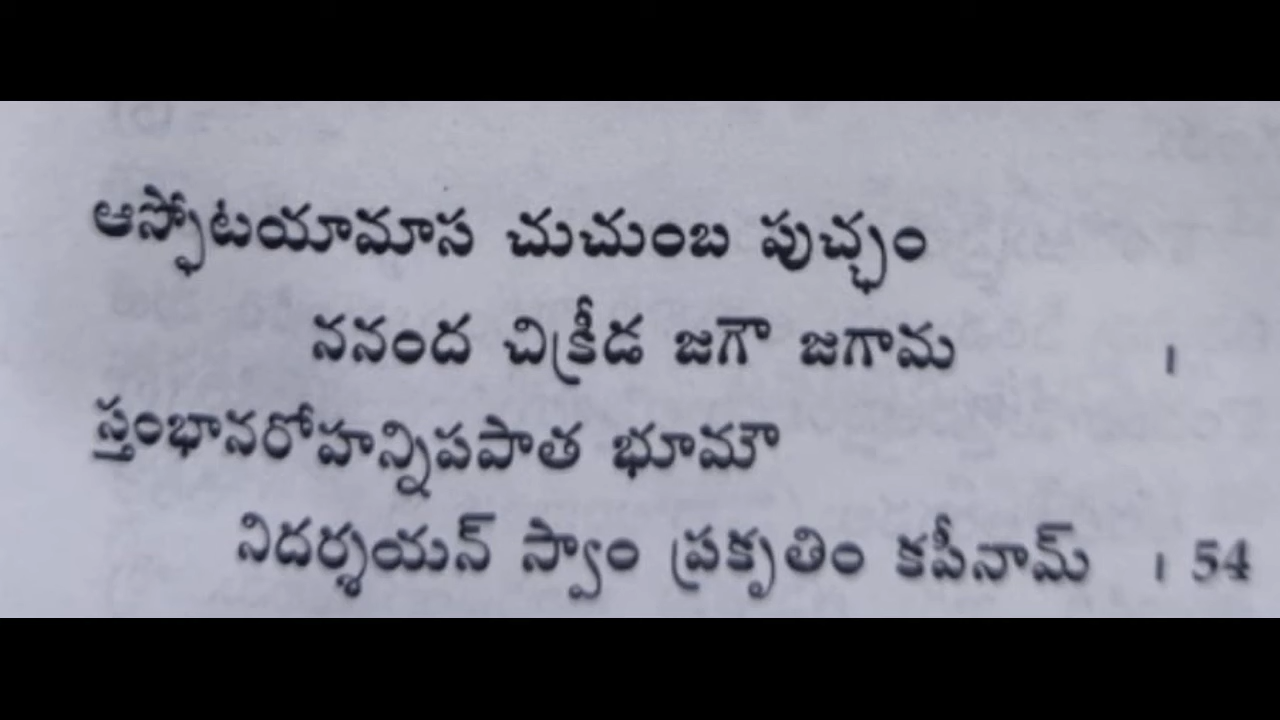 ఆస్ఫోటయామాస చుచుంబ పుచ్ఛం
ననంద చిక్రీడ జగౌ జగామ ।
స్తంభానరోహన్నిపపాత భూమౌ
నిదర్శయన్ స్వాం ప్రకృతిం కపీనామ్ । 54